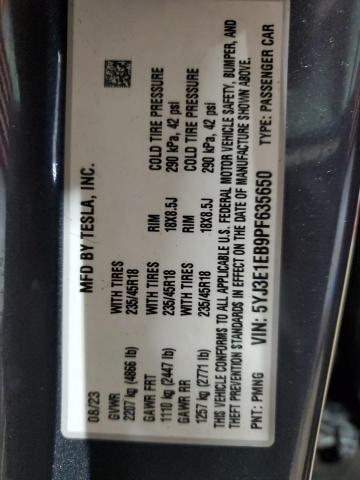 MFD BY TESLA, INC.
08/23
GVWR WITH TIRES RIM COLD TIRE PRESSURE
2207 kg (4866 lb) 235/45R18 18X8.5J 290 kPa, 42 psi
GAWR FRT WITH TIRES RIM COLD TIRE PRESSURE
1110 kg (2447 lb) 235/45R18 18X8.5J 290 kPa, 42 psi
GAWR RR
1257 kg (2771 lb)
THIS VEHICLE CONFORMS TO ALL APPLICABLE U.S. FEDERAL MOTOR VEHICLE SAFETY, BUMPER, AND
THEFT PREVENTION STANDARDS IN EFFECT ON THE DATE OF MANUFACTURE SHOWN ABOVE.
VIN: 5YJ3E1EB9PF635650
PNT: PMNG TYPE: PASSENGER CAR